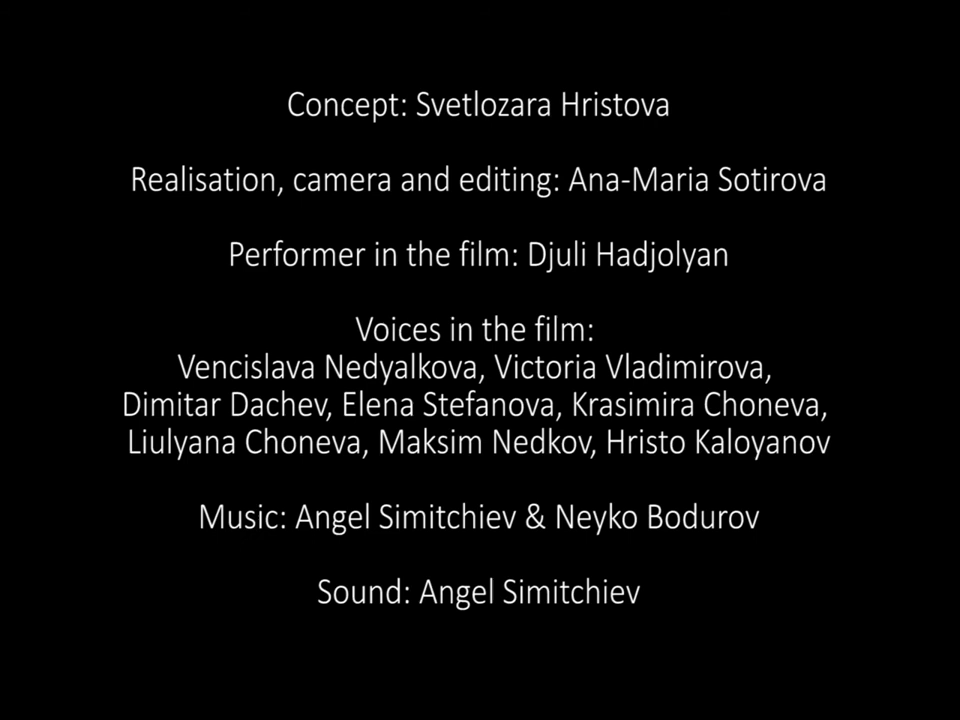 Concept: Svetlozara Hristova
Realisation, camera and editing: Ana-Maria Sotirova
Performer in the film: Djuli Hadjolyan
Voices in the film:
Vencislava Nedyalkova, Victoria Vladimirova,
Dimitar Dachev, Elena Stefanova, Krasimira Choneva,
Liulyana Choneva, Maksim Nedkov, Hristo Kaloyanov
Music: Angel Simitchiev & Neyko Bodurov
Sound: Angel Simitchiev